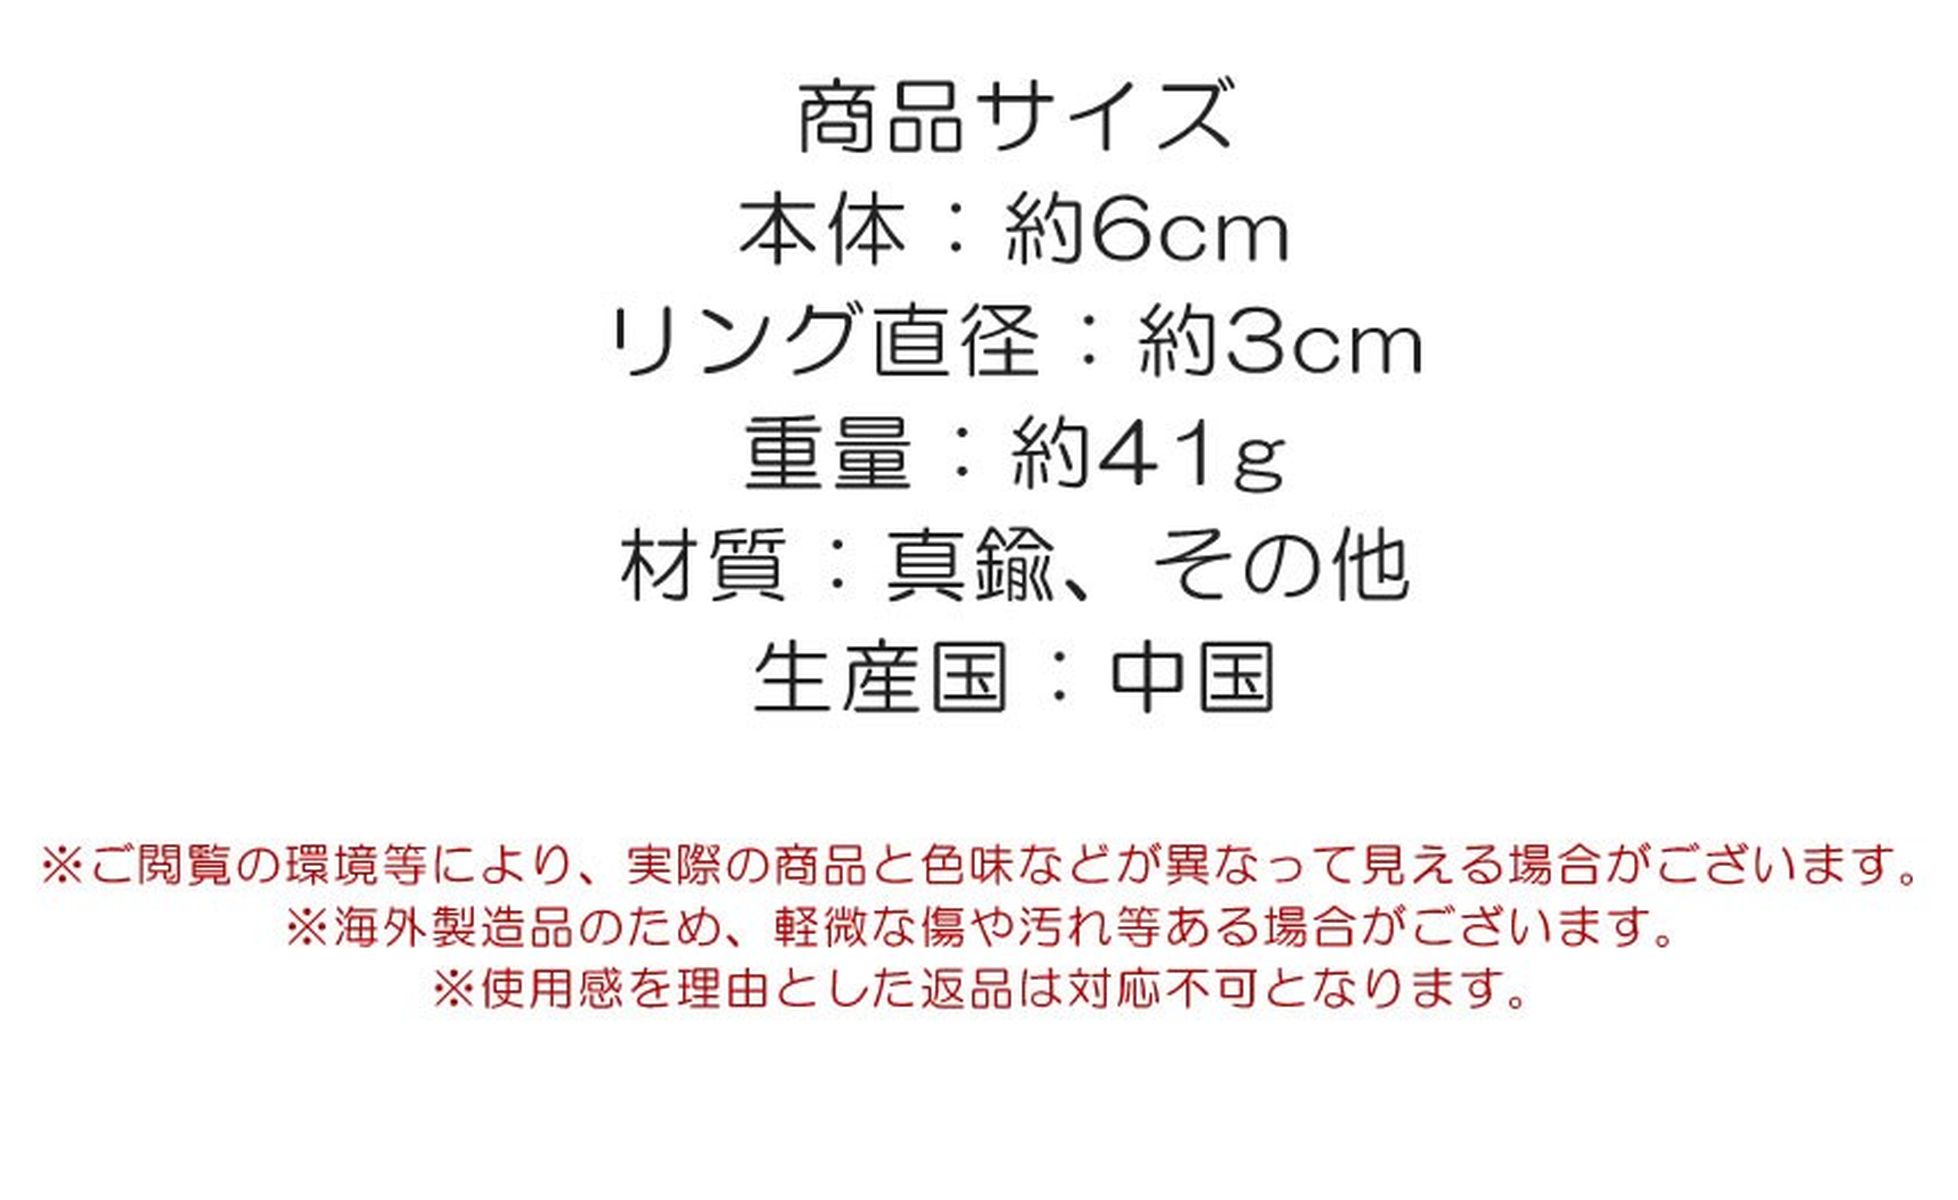 商品サイズ
本体：約6cm
リング直径：約3cm
重量：約41g
材質：真鍮、その他
生産国：中国
※ご閲覧の環境等により、実際の商品と色味などが異なって見える場合がございます。
※海外製造品のため、軽微な傷や汚れ等ある場合がございます。
※使用感を理由とした返品は対応不可となります。